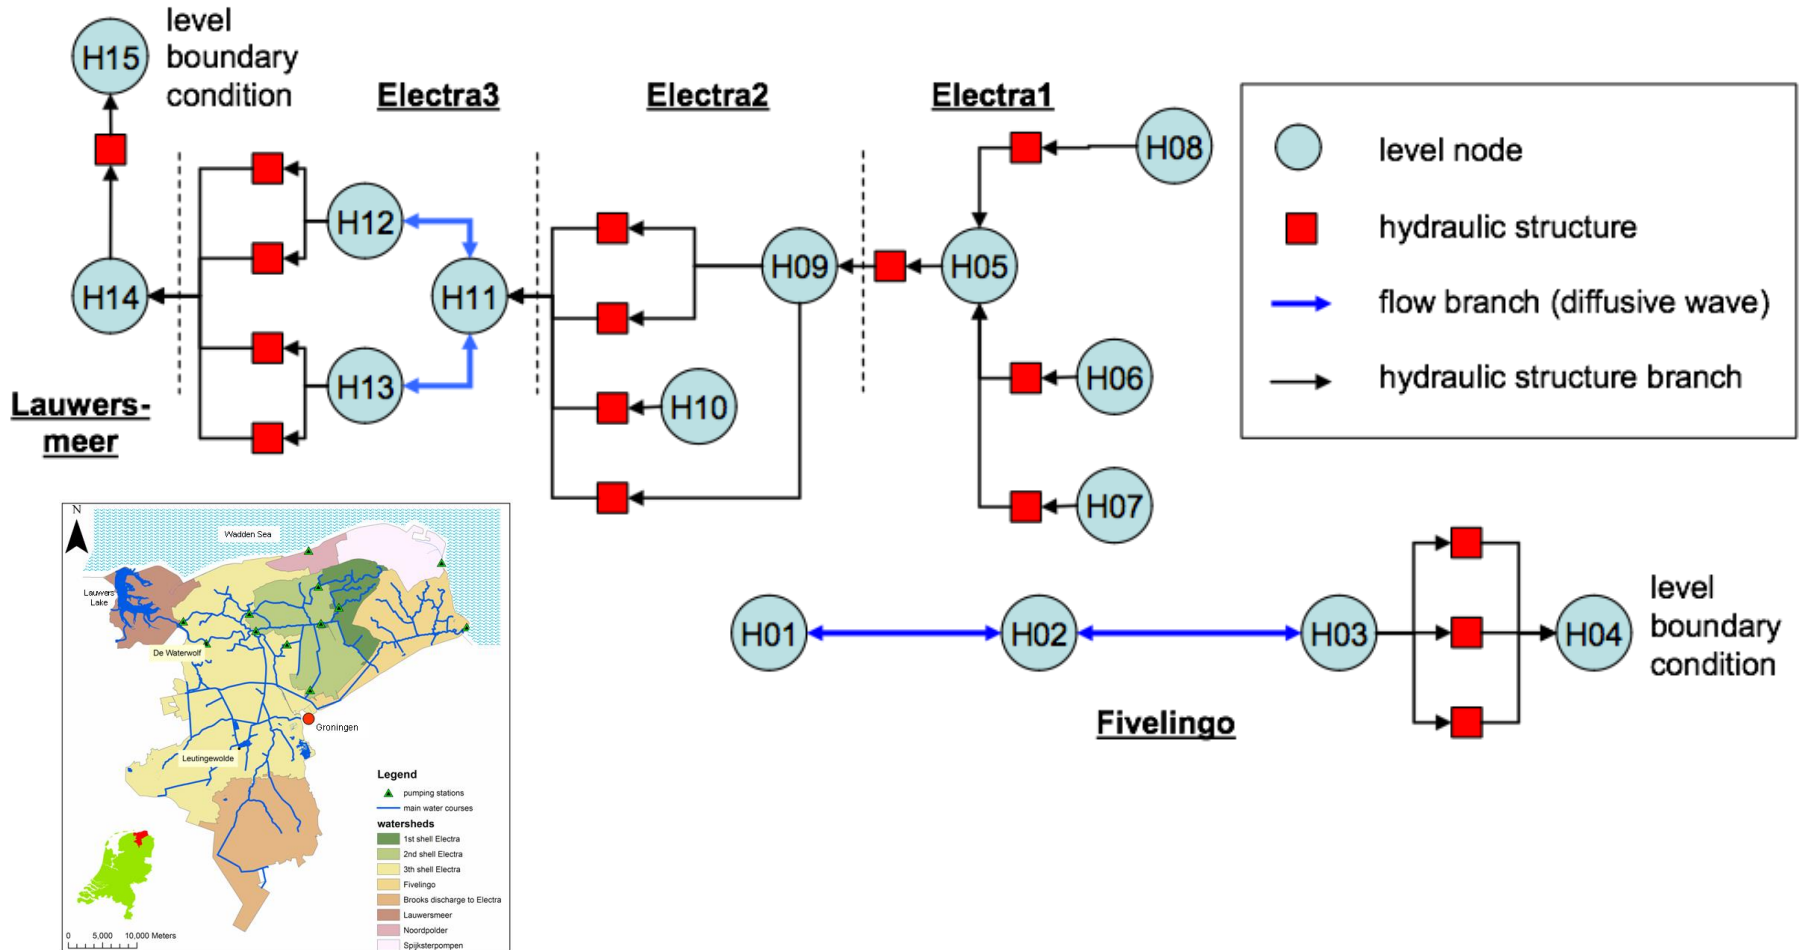 H15
level
boundary
condition
Electra3
Electra2
Electra1
H08
level node
hydraulic structure
flow branch (diffusive wave)
hydraulic structure branch
H12
H09
H05
H14
H11
H13
H10
H06
H07
Lauwers-
meer
H01
H02
H03
H04
level
boundary
condition
Fivelingo
N
Wadden Sea
Lauwers
Lake
De Waterwolf
Groningen
Leutingewolde
Legend
pumping stations
main water courses
watersheds
1st shell Electra
2nd shell Electra
3th shell Electra
Fivelingo
Brooks discharge to Electra
Lauwersmeer
Noordpolder
Spijksterpompen
0 5,000 10,000 Meters